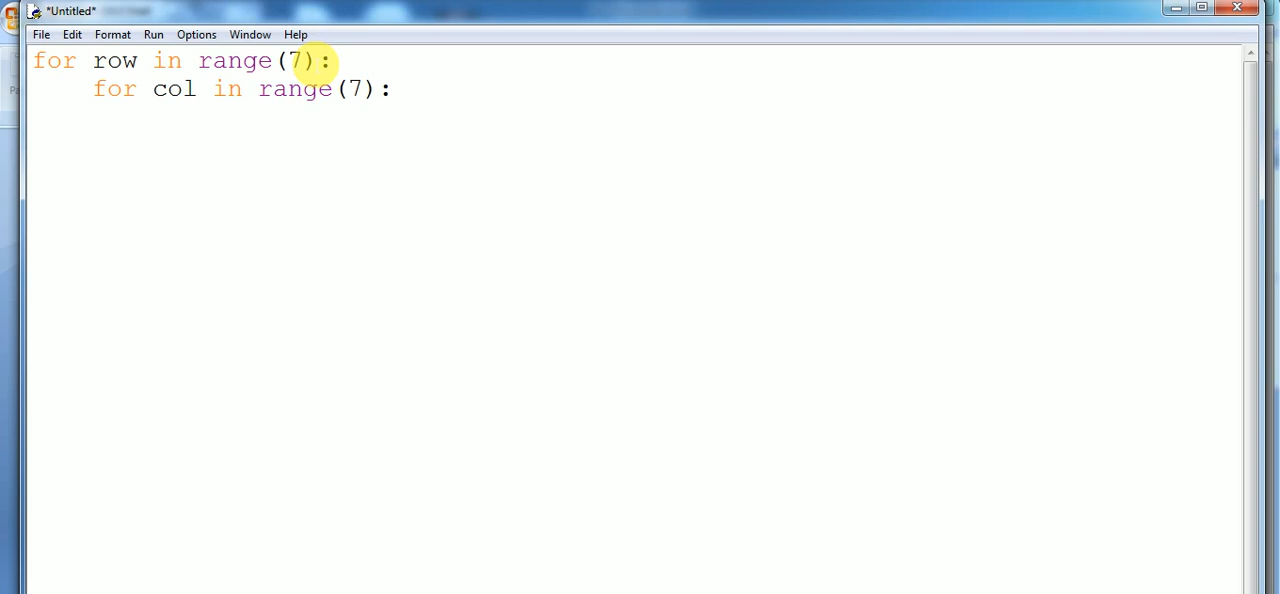 *Untitled*
File Edit Format Run Options Window Help
for row in range(7):
    for col in range(7):